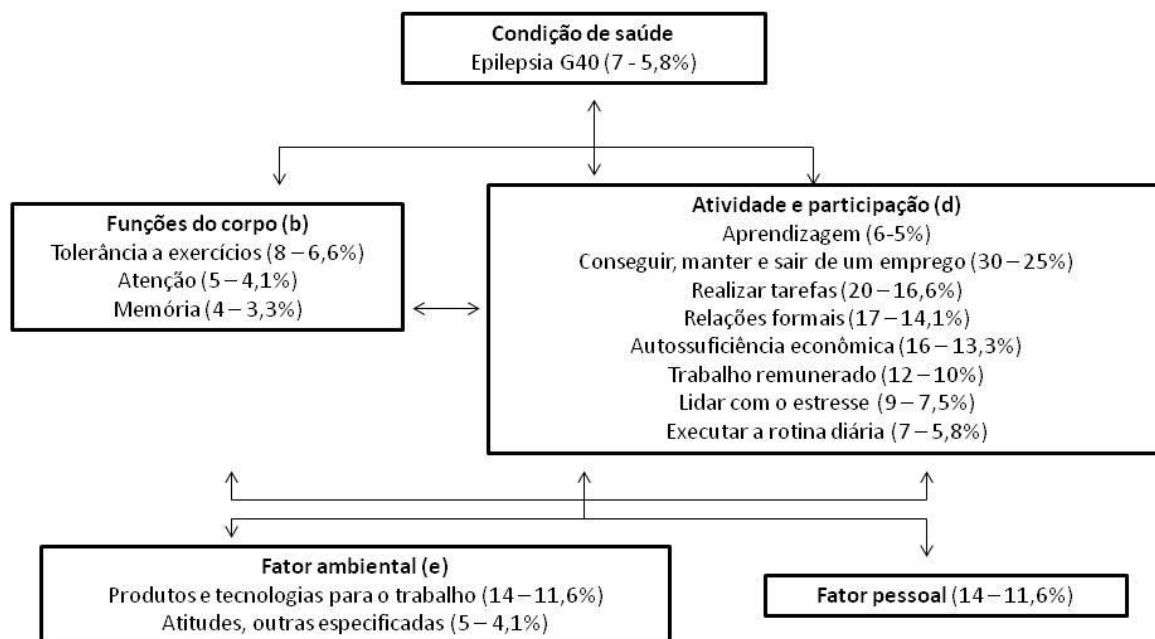 Condição de saúde
Epilepsia G40 (7 - 5,8%)
Funções do corpo (b)
Tolerância a exercícios (8 – 6,6%)
Atenção (5 – 4,1%)
Memória (4 – 3,3%)
Atividade e participação (d)
Aprendizagem (6-5%)
Conseguir, manter e sair de um emprego (30 – 25%)
Realizar tarefas (20 – 16,6%)
Relações formais (17 – 14,1%)
Autossuficiência econômica (16 – 13,3%)
Trabalho remunerado (12 – 10%)
Lidar com o estresse (9 – 7,5%)
Executar a rotina diária (7 – 5,8%)
Fator ambiental (e)
Produtos e tecnologias para o trabalho (14 – 11,6%)
Atitudes, outras especificadas (5 – 4,1%)
Fator pessoal (14 – 11,6%)